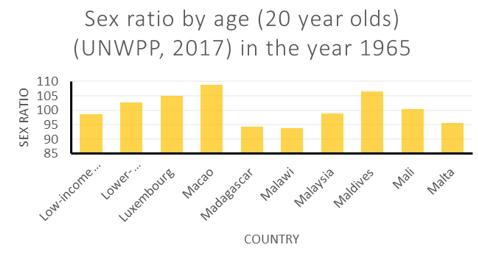 Sex ratio by age (20 year olds)
(UNWPP, 2017) in the year 1965
110
105
100
95
90
85
SEX RATIO
Low-income...
Lower-...
Luxembourg
Macao
Madagascar
Malawi
Malaysia
Maldives
Mali
Malta
COUNTRY